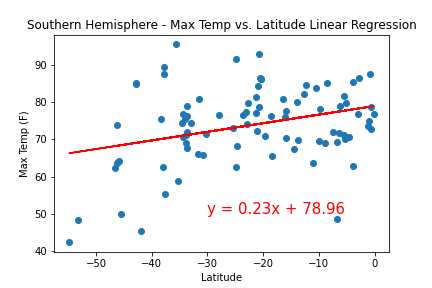 Southern Hemisphere - Max Temp vs. Latitude Linear Regression
90
80
70
60
50
40
Max Temp (F)
y = 0.23x + 78.96
−50 −40 −30 −20 −10 0
Latitude